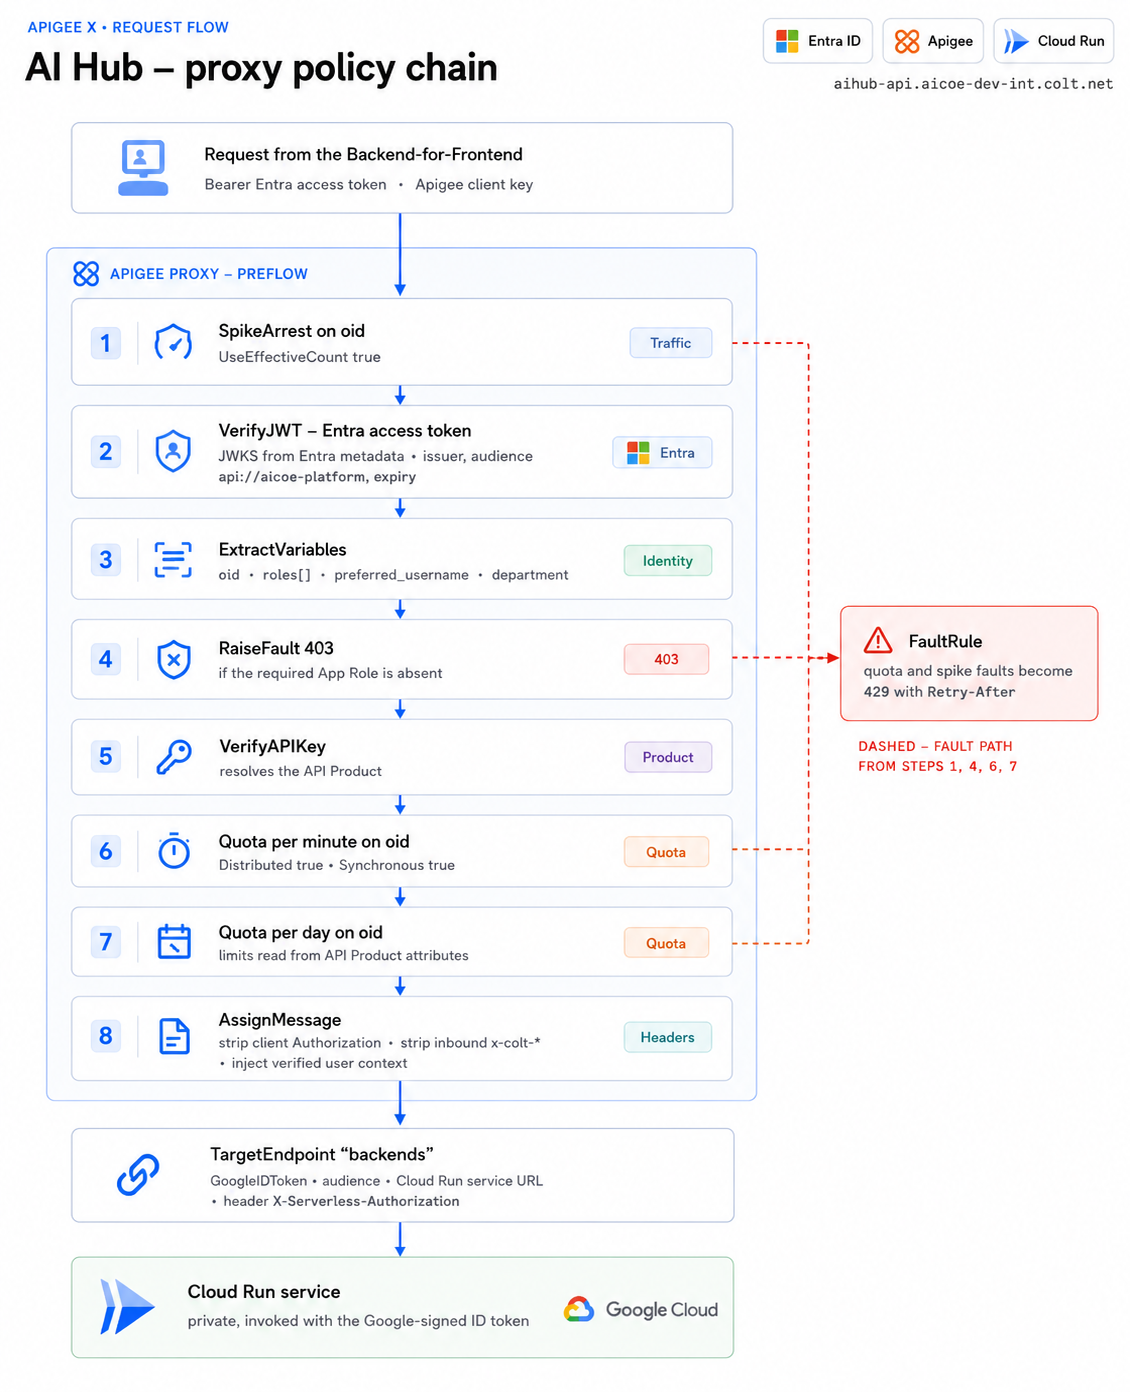 APIGEE X • REQUEST FLOW
AI Hub – proxy policy chain
Entra ID
Apigee
Cloud Run
aihub-api.aicoe-dev-int.colt.net
Request from the Backend-for-Frontend
Bearer Entra access token • Apigee client key
APIGEE PROXY – PREFLOW
1
SpikeArrest on oid
UseEffectiveCount true
Traffic
2
VerifyJWT – Entra access token
JWKS from Entra metadata • issuer, audience
api://aicoe-platform, expiry
Entra
3
ExtractVariables
oid • roles[] • preferred_username • department
Identity
4
RaiseFault 403
if the required App Role is absent
403
FaultRule
quota and spike faults become
429 with Retry-After
DASHED – FAULT PATH
FROM STEPS 1, 4, 6, 7
5
VerifyAPIKey
resolves the API Product
Product
6
Quota per minute on oid
Distributed true • Synchronous true
Quota
7
Quota per day on oid
limits read from API Product attributes
Quota
8
AssignMessage
strip client Authorization • strip inbound x-colt-*
• inject verified user context
Headers
TargetEndpoint “backends”
GoogleIDToken • audience • Cloud Run service URL
• header X-Serverless-Authorization
Cloud Run service
private, invoked with the Google-signed ID token
Google Cloud